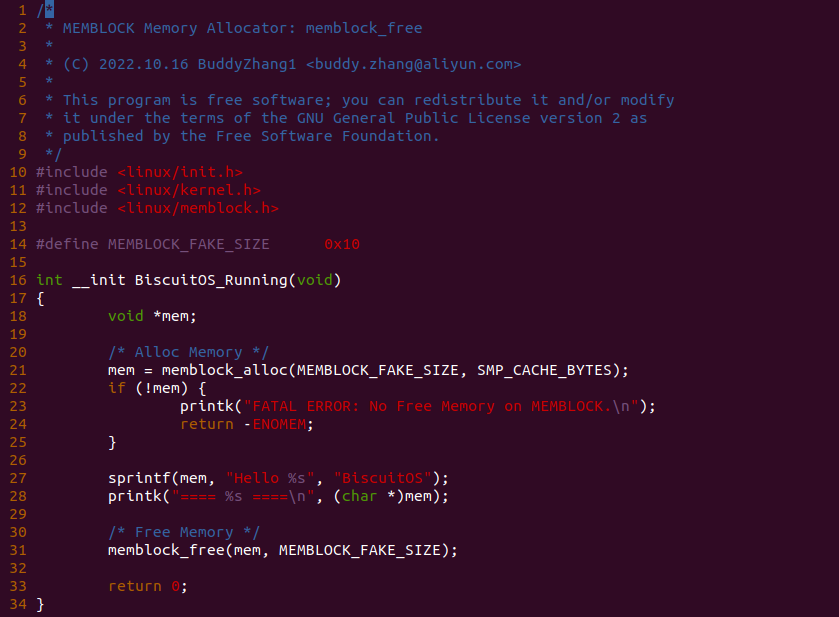 1 /*
2  * MEMBLOCK Memory Allocator: memblock_free
3  *
4  * (C) 2022.10.16 BuddyZhang1 <buddy.zhang@aliyun.com>
5  *
6  * This program is free software; you can redistribute it and/or modify
7  * it under the terms of the GNU General Public License version 2 as
8  * published by the Free Software Foundation.
9  */
10 #include <linux/init.h>
11 #include <linux/kernel.h>
12 #include <linux/memblock.h>
13
14 #define MEMBLOCK_FAKE_SIZE      0x10
15
16 int __init BiscuitOS_Running(void)
17 {
18         void *mem;
19
20         /* Alloc Memory */
21         mem = memblock_alloc(MEMBLOCK_FAKE_SIZE, SMP_CACHE_BYTES);
22         if (!mem) {
23                 printk("FATAL ERROR: No Free Memory on MEMBLOCK.\n");
24                 return -ENOMEM;
25         }
26
27         sprintf(mem, "Hello %s", "BiscuitOS");
28         printk("==== %s ====\n", (char *)mem);
29
30         /* Free Memory */
31         memblock_free(mem, MEMBLOCK_FAKE_SIZE);
32
33         return 0;
34 }